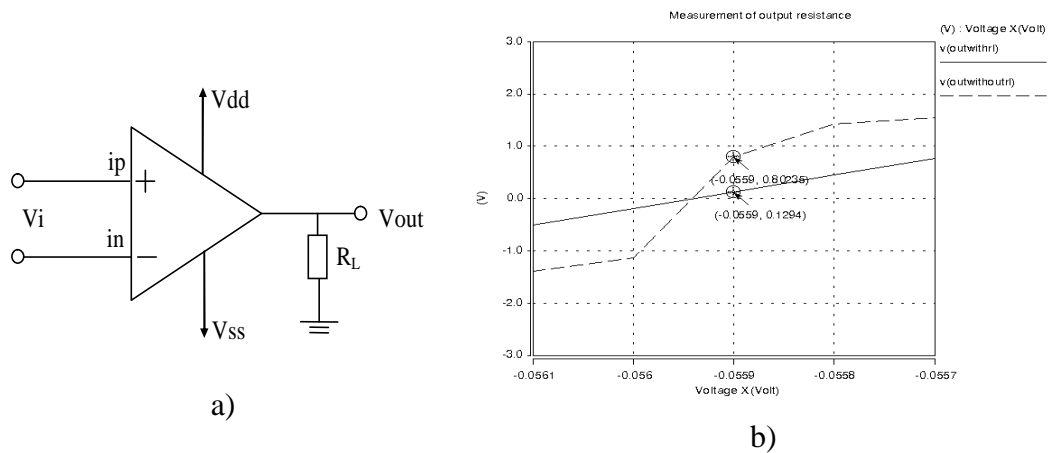 Vdd
ip
+
Vi
in
−
Vout
R_L
Vss
a)
Measurement of output resistance
(V) : Voltage X(Volt)
v(outwithrl)
v(outwithoutrl)
3.0
2.0
1.0
0.0
-1.0
-2.0
-3.0
(V)
(-0.0559, 0.80235)
(-0.0559, 0.1294)
-0.0561
-0.056
-0.0559
-0.0558
-0.0557
Voltage X (Volt)
b)